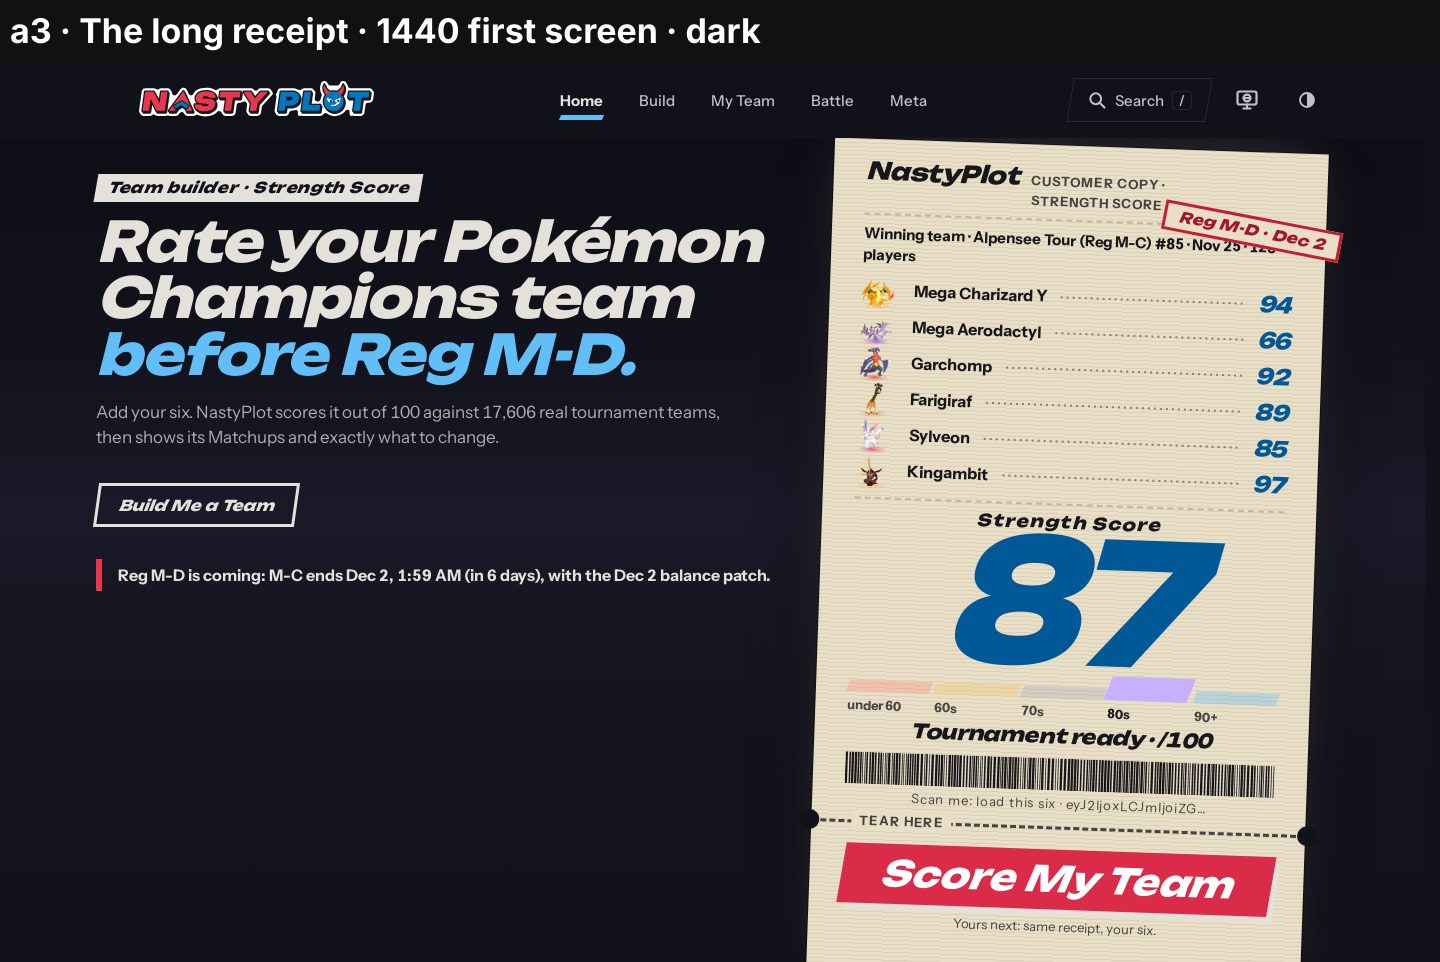 a3 · The long receipt · 1440 first screen · dark
NASTY PLOT
Home
Build
My Team
Battle
Meta
Search /
Team builder · Strength Score
Rate your Pokémon
Champions team
before Reg M-D.
Add your six. NastyPlot scores it out of 100 against 17,606 real tournament teams,
then shows its Matchups and exactly what to change.
Build Me a Team
Reg M-D is coming: M-C ends Dec 2, 1:59 AM (in 6 days), with the Dec 2 balance patch.
NastyPlot
CUSTOMER COPY ·
STRENGTH SCORE
Reg M-D · Dec 2
Winning team · Alpensee Tour (Reg M-C) #85 · Nov 25 ·
players
Mega Charizard Y 94
Mega Aerodactyl 66
Garchomp 92
Farigiraf 89
Sylveon 85
Kingambit 97
Strength Score
87
under 60 60s 70s 80s 90+
Tournament ready · /100
Scan me: load this six · eyJ2IjoxLCJmIjoiZG...
TEAR HERE
Score My Team
Yours next: same receipt, your six.